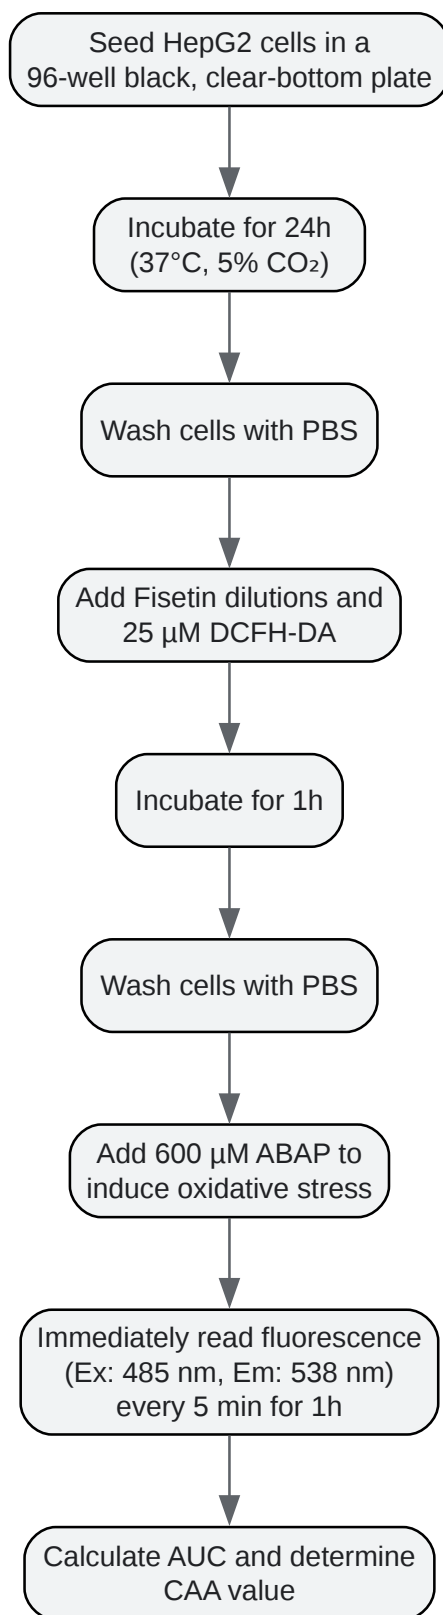 Seed HepG2 cells in a
96-well black, clear-bottom plate
Incubate for 24h
(37°C, 5% CO₂)
Wash cells with PBS
Add Fisetin dilutions and
25 µM DCFH-DA
Incubate for 1h
Wash cells with PBS
Add 600 µM ABAP to
induce oxidative stress
Immediately read fluorescence
(Ex: 485 nm, Em: 538 nm)
every 5 min for 1h
Calculate AUC and determine
CAA value